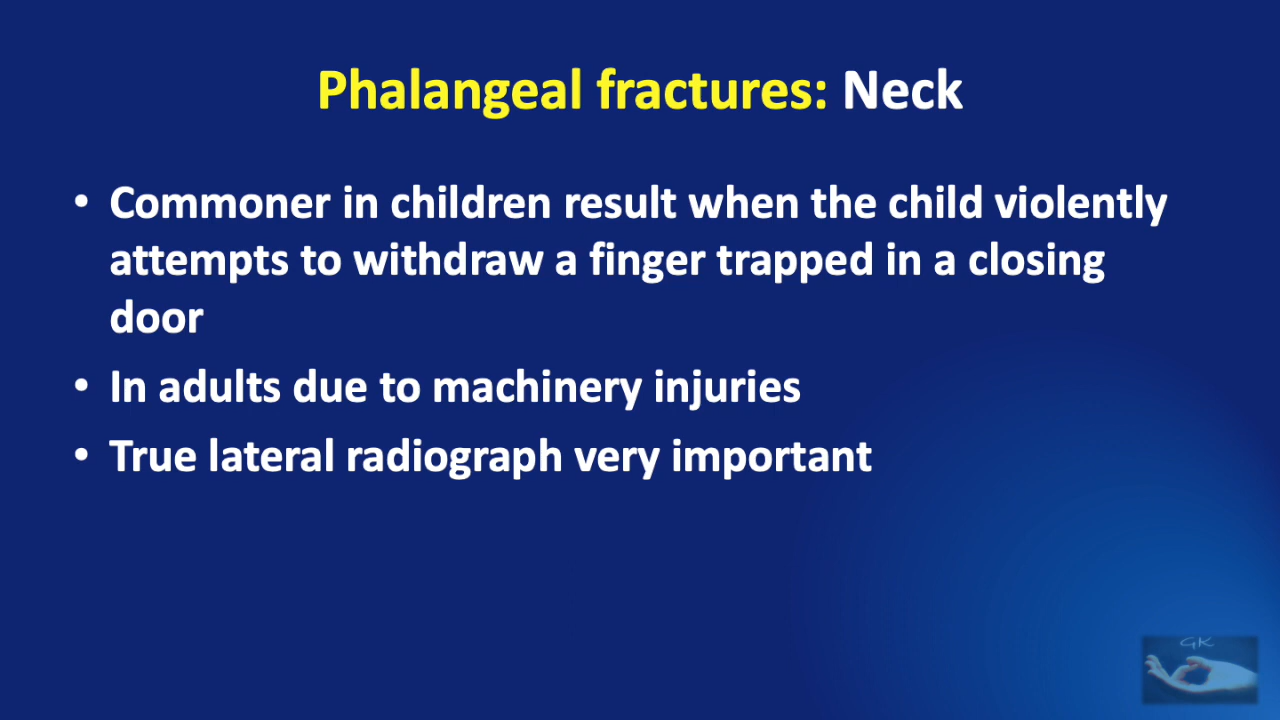 Phalangeal fractures: Neck
• Commoner in children result when the child violently
attempts to withdraw a finger trapped in a closing
door
• In adults due to machinery injuries
• True lateral radiograph very important
GK